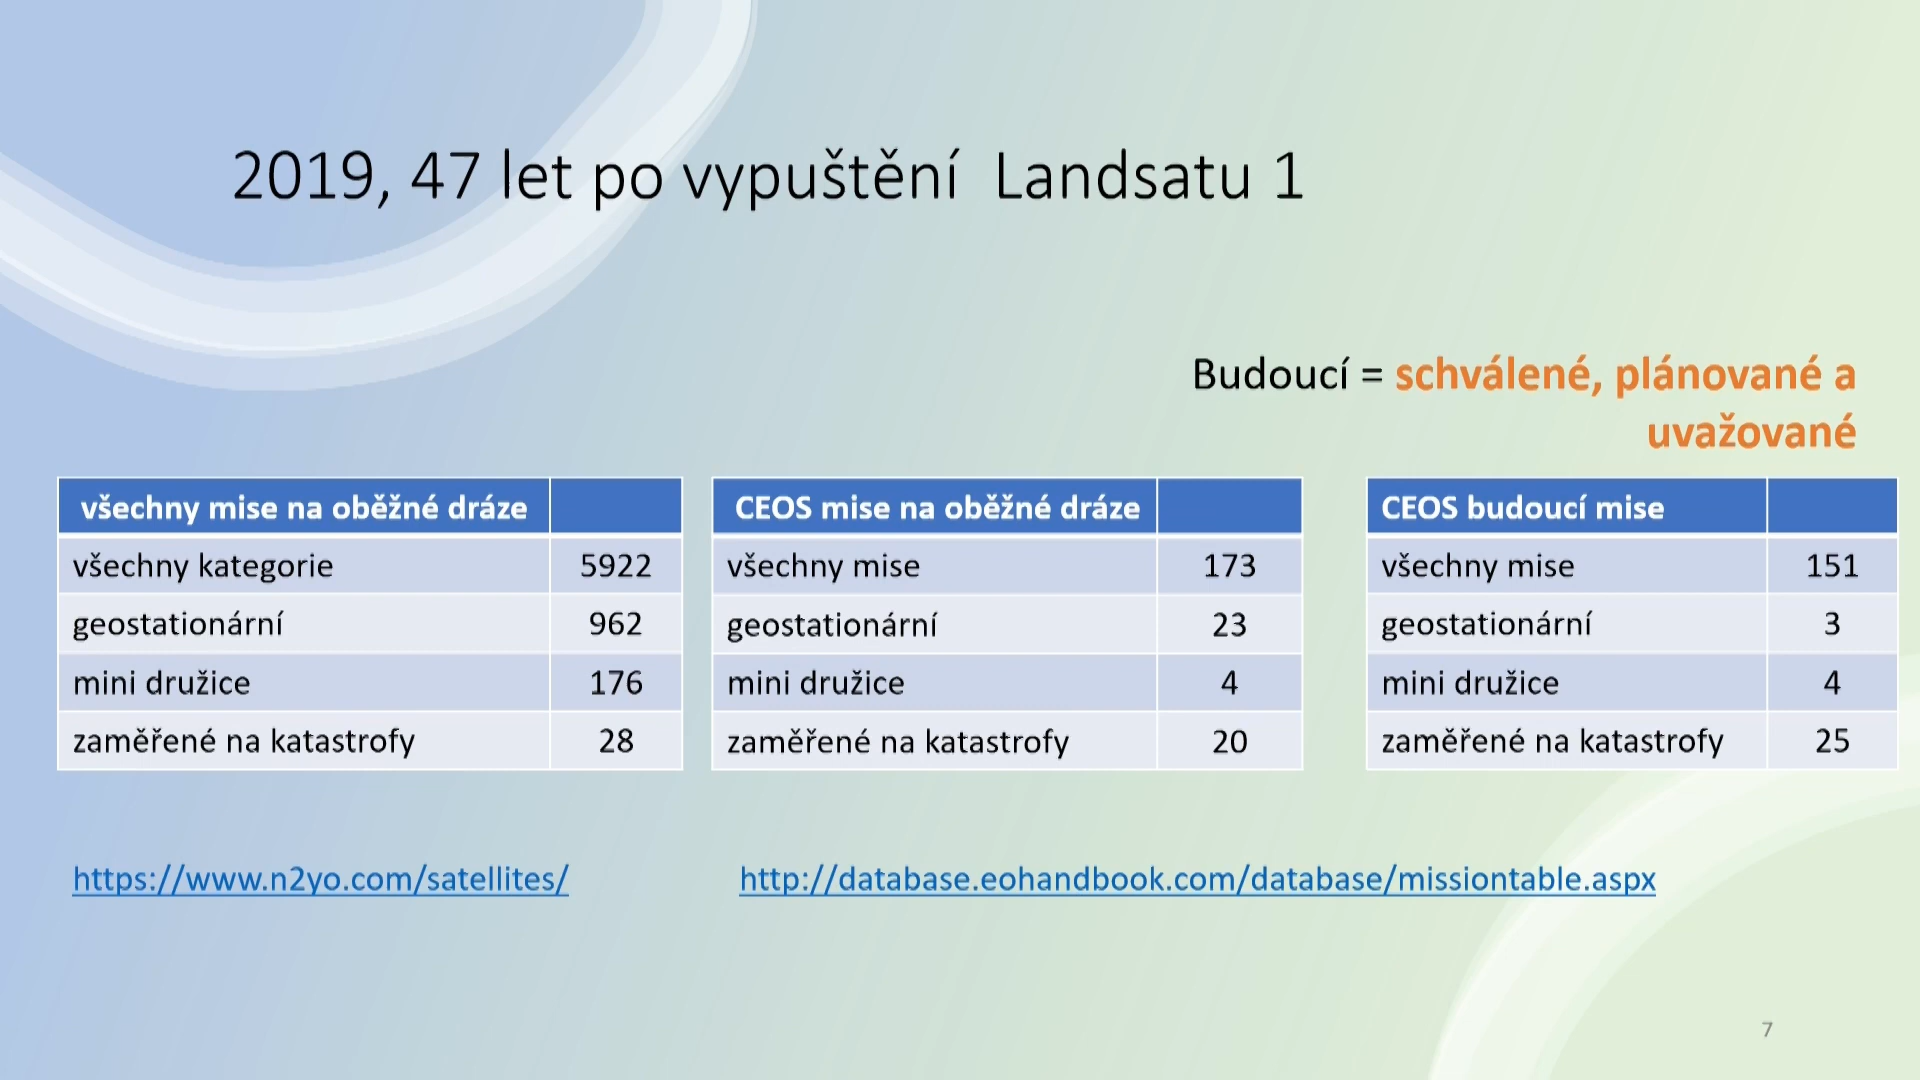 2019, 47 let po vypuštění Landsatu 1
Budoucí = schválené, plánované a
uvažované
všechny mise na oběžné dráze
všechny kategorie 5922
geostationární 962
mini družice 176
zaměřené na katastrofy 28
CEOS mise na oběžné dráze
všechny mise 173
geostationární 23
mini družice 4
zaměřené na katastrofy 20
CEOS budoucí mise
všechny mise 151
geostationární 3
mini družice 4
zaměřené na katastrofy 25
https://www.n2yo.com/satellites/
http://database.eohandbook.com/database/missiontable.aspx
7